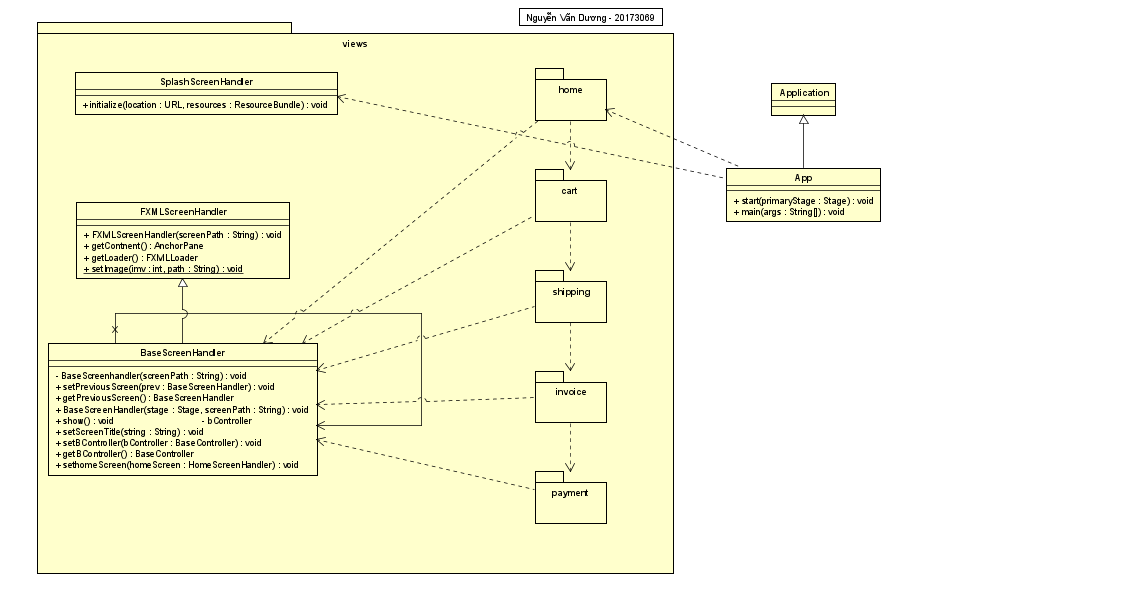 Nguyễn Văn Dương - 20173069
views
SplashScreenHandler
+ initialize(location : URL, resources : ResourceBundle) : void
home
Application
App
+ start(primaryStage : Stage) : void
+ main(args : String[]) : void
cart
FXMLScreenHandler
+ FXMLScreenHandler(screenPath : String) : void
+ getContnent() : AnchorPane
+ getLoader() : FXMLLoader
+ setImage(imv : int, path : String) : void
shipping
X
BaseScreenHandler
- BaseScreenhandler(screenPath : String) : void
+ setPreviousScreen(prev : BaseScreenHandler) : void
+ getPreviousScreen() : BaseScreenHandler
+ BaseScreenHandler(stage : Stage, screenPath : String) : void
+ show() : void - bController
+ setScreenTitle(string : String) : void
+ setBController(bController : BaseController) : void
+ getBController() : BaseController
+ sethomeScreen(homeScreen : HomeScreenHandler) : void
invoice
payment